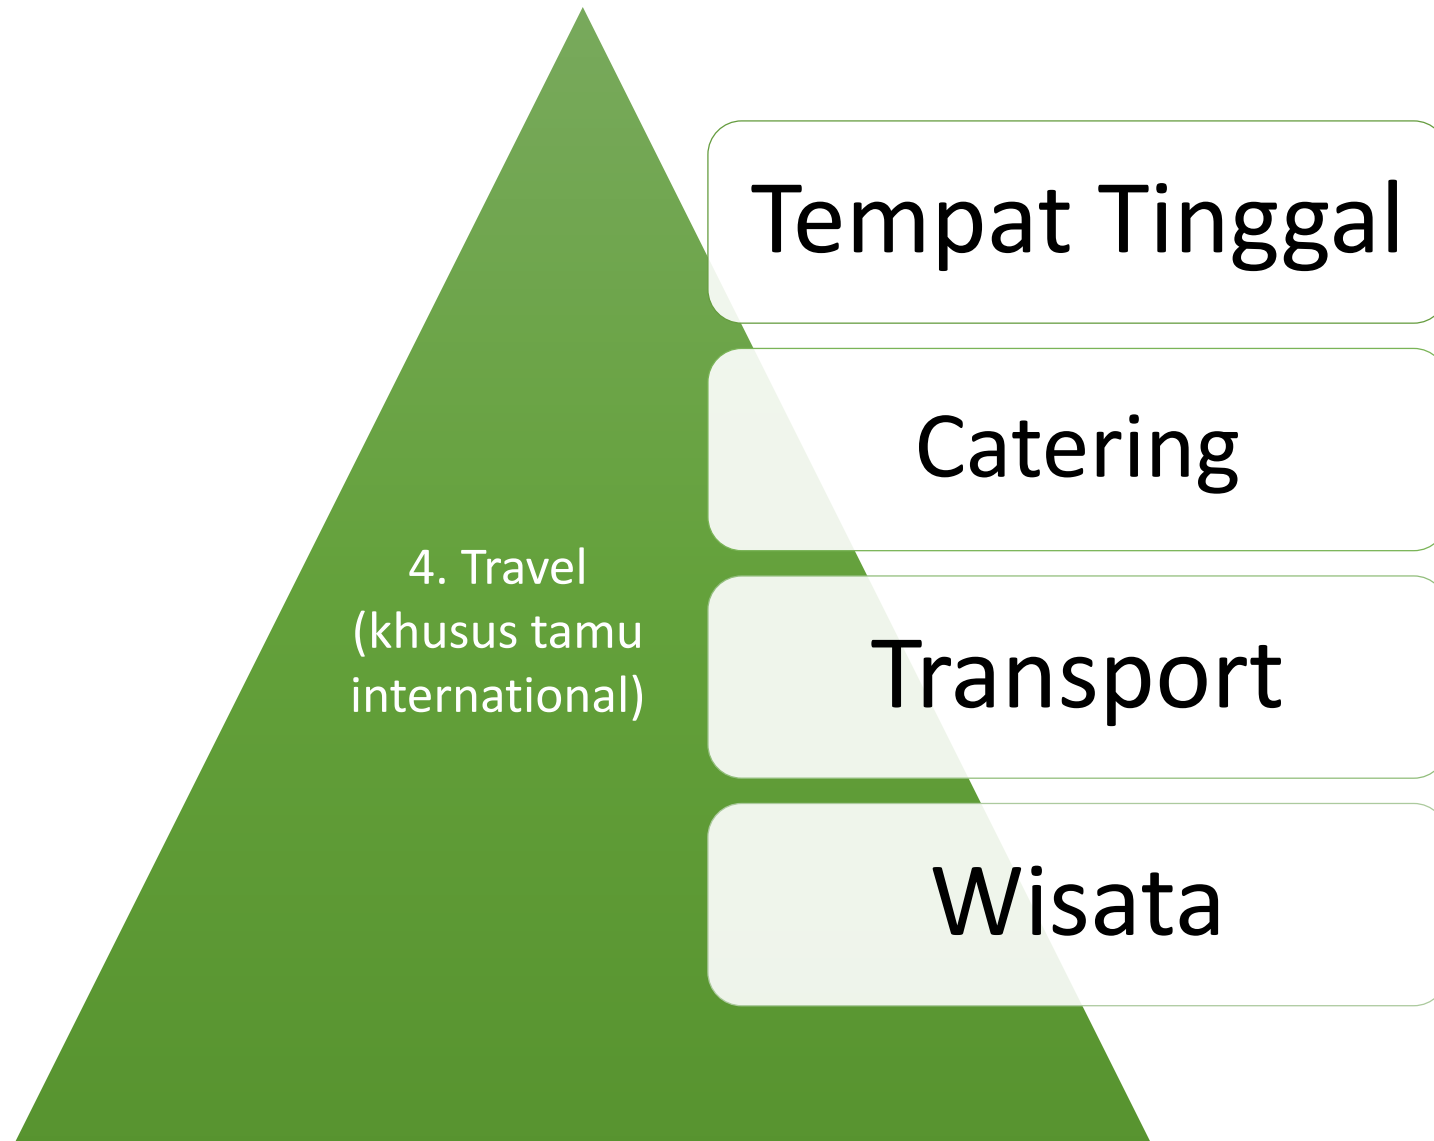 Tempat Tinggal
Catering
4. Travel
(khusus tamu
international)
Transport
Wisata